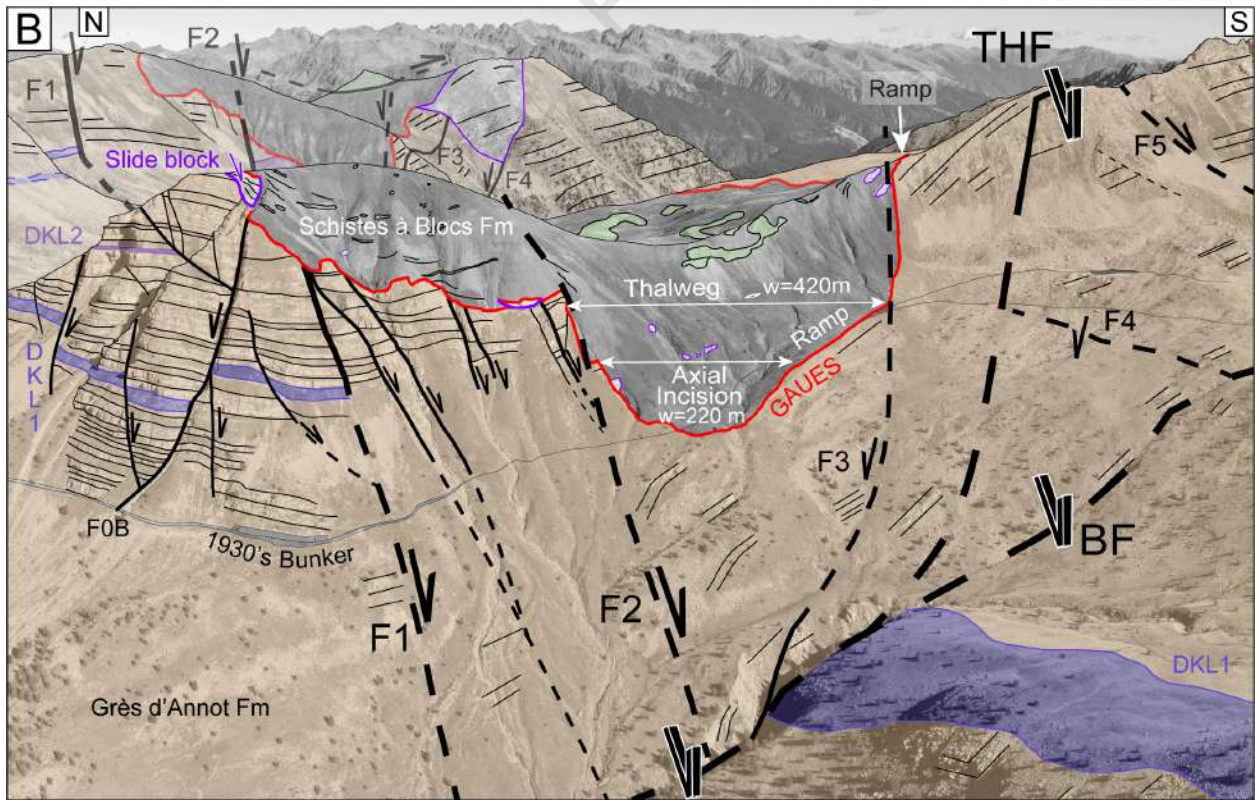 B
N
S
F2
THF
F1
Ramp
F5
F3
Slide block
F4
Schistes à Blocs Fm
DKL2
Thalweg
w=420m
F4
Ramp
D
K
L
1
Axial
Incision
w=220 m
GAUES
F3
F0B
1930's Bunker
BF
F1
F2
DKL1
Grès d'Annot Fm